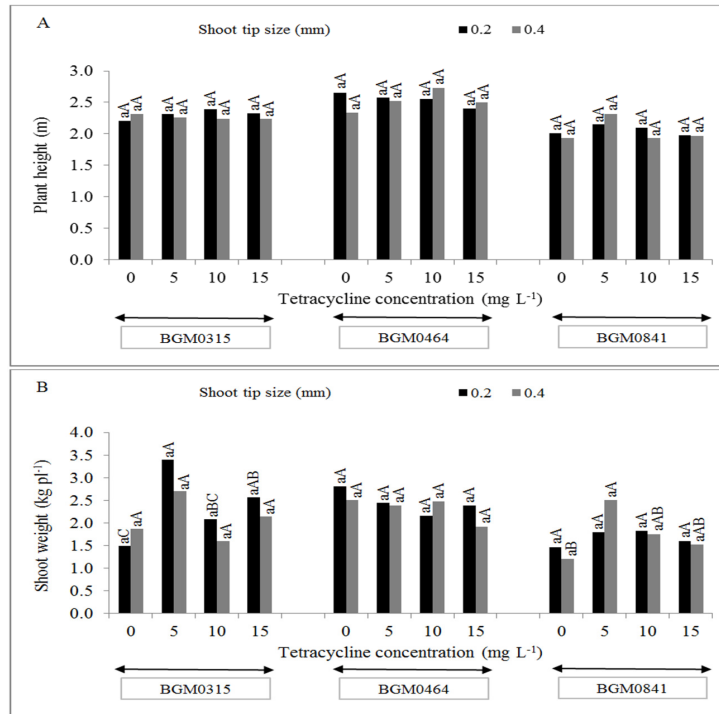 A
Shoot tip size (mm) 0.2 0.4
Plant height (m)
3.0
2.5
2.0
1.5
1.0
0.5
0.0
aA aA aA aA aA aA aA aA
aA aA aA aA aA aA aA aA
aA aA aA aA aA aA aA aA
0 5 10 15 0 5 10 15 0 5 10 15
Tetracycline concentration (mg L⁻¹)
BGM0315 BGM0464 BGM0841
B
Shoot tip size (mm) 0.2 0.4
Shoot weight (kg pl⁻¹)
4.0
3.5
3.0
2.5
2.0
1.5
1.0
0.5
0.0
aC aA aA aA aBC aA aAB aA
aA aA aA aA aA aA aA aA
aA aB aA aA aA aAB aA aAB
0 5 10 15 0 5 10 15 0 5 10 15
Tetracycline concentration (mg L⁻¹)
BGM0315 BGM0464 BGM0841